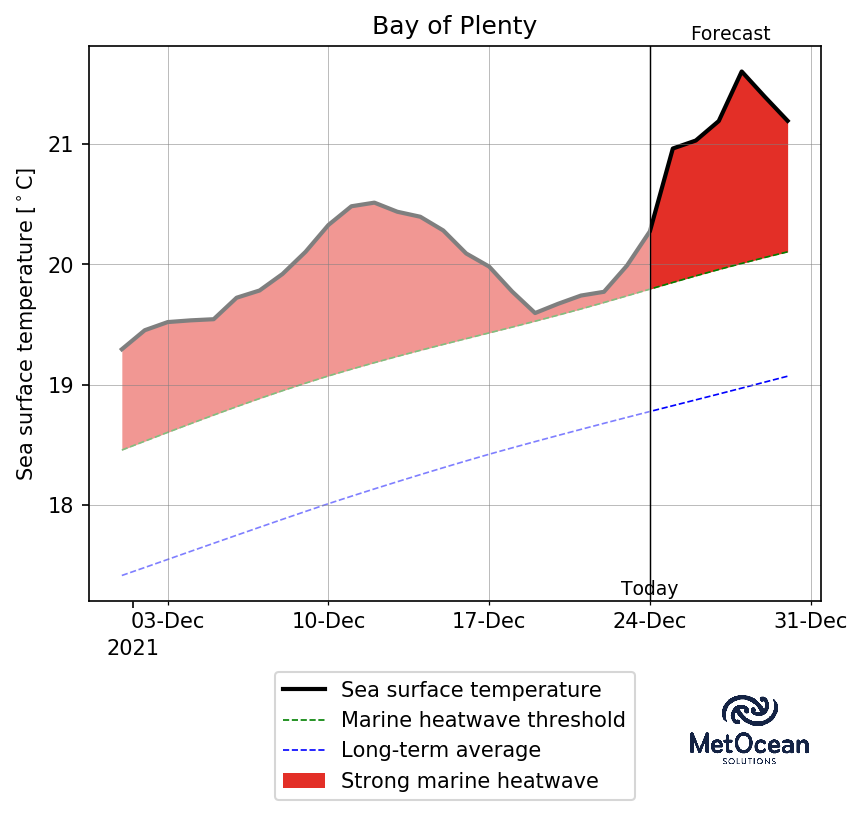 Bay of Plenty
Forecast
Sea surface temperature [°C]
21
20
19
18
Today
03-Dec 10-Dec 17-Dec 24-Dec 31-Dec
2021
Sea surface temperature
Marine heatwave threshold
Long-term average
Strong marine heatwave
MetOcean
SOLUTIONS